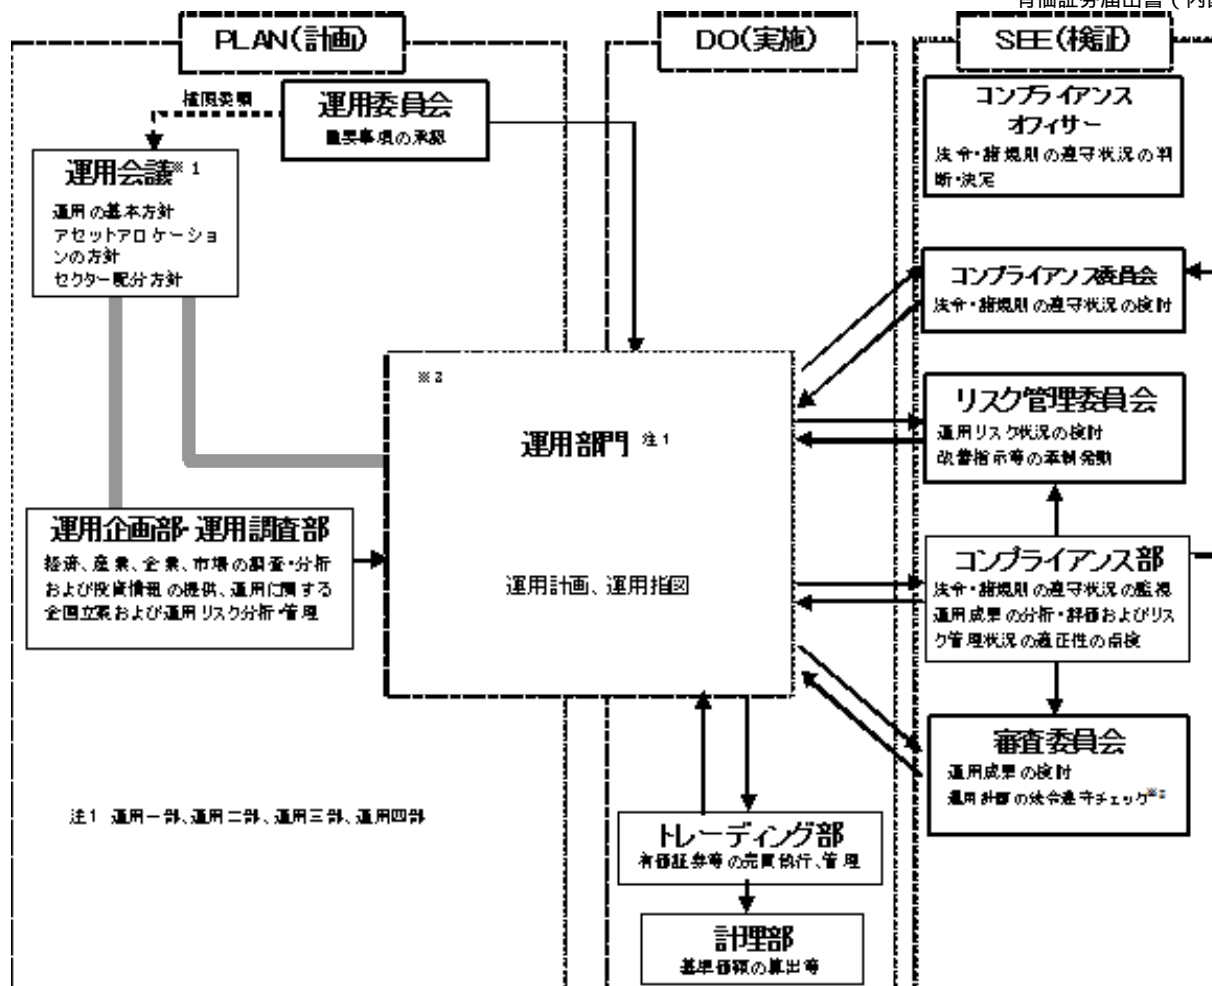 有価証券届出書（内
PLAN(計画)
DO(実施)
SEE(検証)
権限委譲
運用委員会
重要事項の承認
運用会議※1
運用の基本方針
アセットアロケーショ
ンの方針
セクター配分方針
コンプライアンス
オフィサー
法令・諸規則の遵守状況の判
断・決定
コンプライアンス委員会
法令・諸規則の遵守状況の検討
※2
運用部門 注1
運用計画、運用指図
リスク管理委員会
運用リスク状況の検討
改善指示等の牽制発動
運用企画部・運用調査部
経済、産業、企業、市場の調査・分析
および投資情報の提供、運用に関する
企画立案および運用リスク分析・管理
コンプライアンス部
法令・諸規則の遵守状況の監視
運用成果の分析・評価およびリス
ク管理状況の適正性の点検
審査委員会
運用成果の検討
運用計画の法令遵守チェック
注1 運用一部、運用二部、運用三部、運用四部
トレーディング部
有価証券等の売買執行、管理
計理部
基準価額の算出等